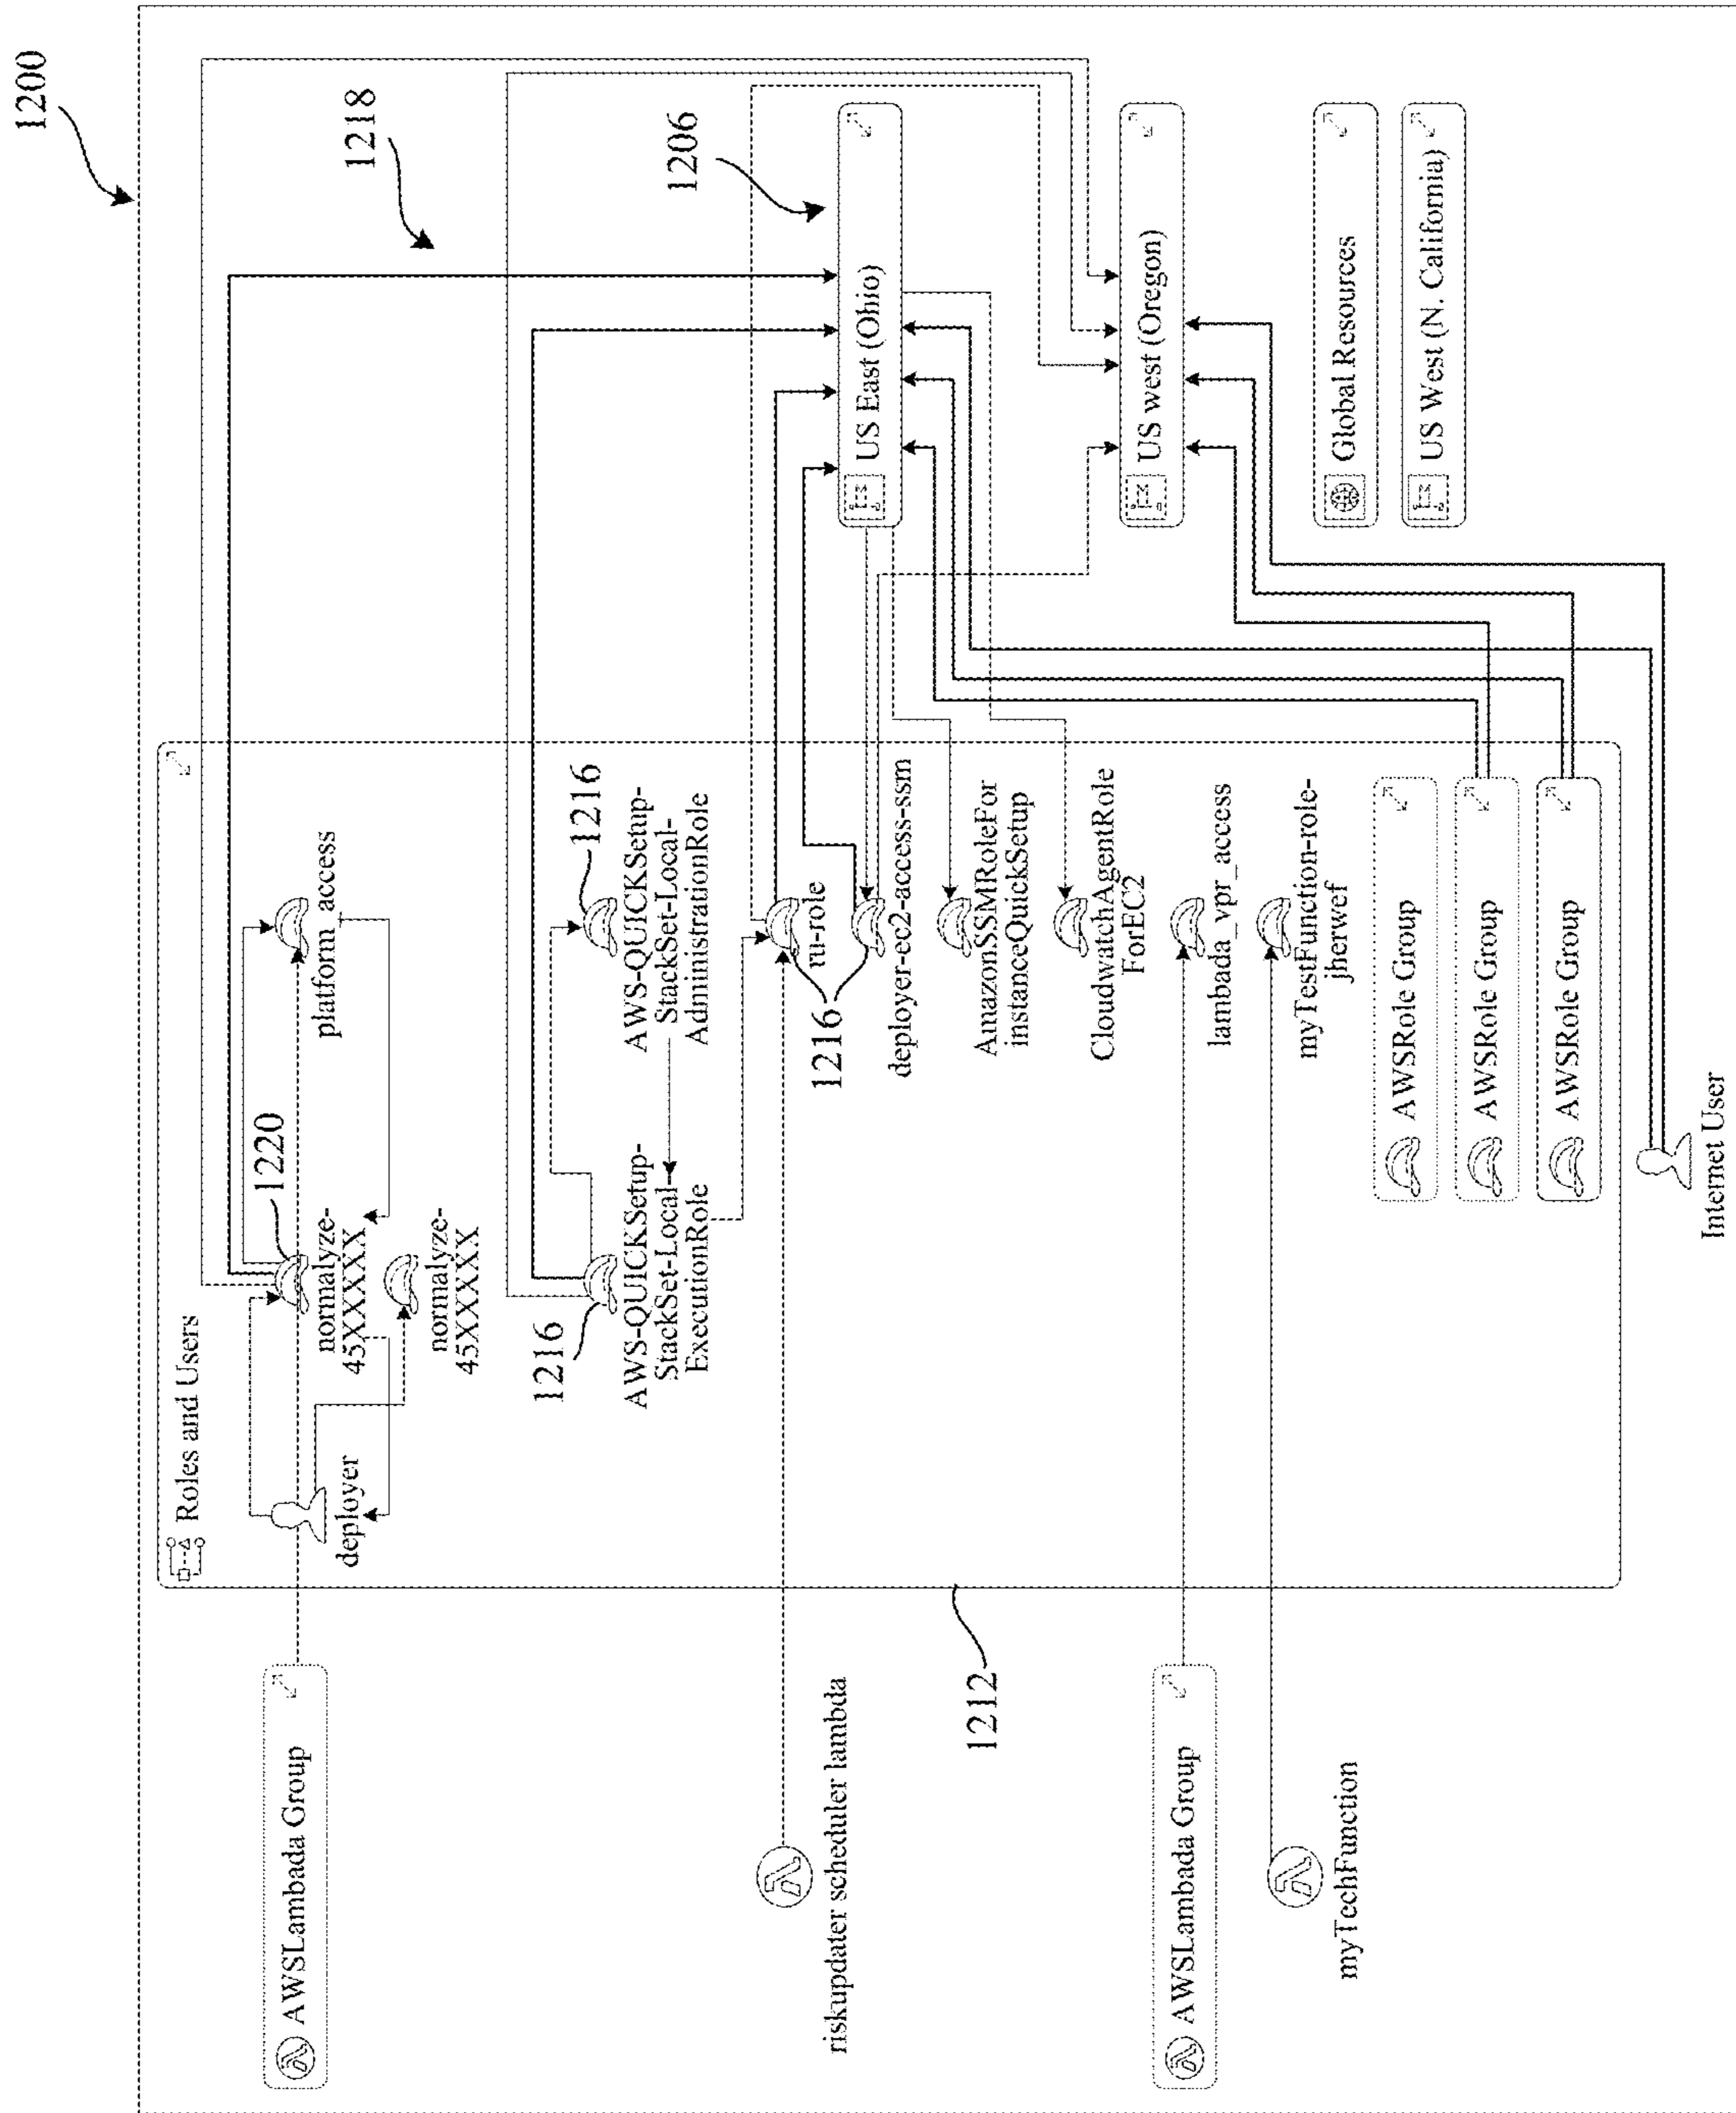 1200
1218
1206
1220
1216
1216
1216
1212
Roles and Users
AWSLambada Group
riskupdater scheduler lambda
AWSLambada Group
myTechFunction
deployer
normalyze-
45XXXXX
normalyze-
45XXXXX
platform_access
AWS-QUICKSetup-
StackSet-Local-
ExecutionRole
AWS-QUICKSetup-
StackSet-Local-
AdministrationRole
ru-role
deployer-ec2-access-ssm
AmazonSSMRoleFor
instanceQuickSetup
CloudwatchAgentRole
ForEC2
lambada_vpr_access
myTestFunction-role-
jherwef
AWSRole Group
AWSRole Group
AWSRole Group
Internet User
US East (Ohio)
US west (Oregon)
Global Resources
US West (N. California)